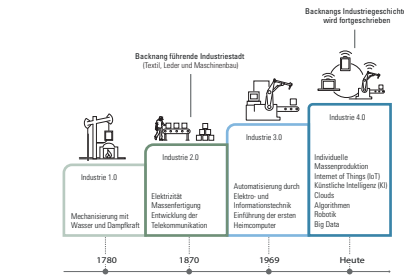 Backnangs Industriegeschichte
wird fortgeschrieben
Backnang führende Industriestadt
(Textil, Leder und Maschinenbau)
Industrie 1.0
Mechanisierung mit
Wasser und Dampfkraft
Industrie 2.0
Elektrizität
Massenfertigung
Entwicklung der
Telekommunikation
Industrie 3.0
Automatisierung durch
Elektro- und
Informationstechnik
Einführung der ersten
Heimcomputer
Industrie 4.0
Individuelle
Massenproduktion
Internet of Things (IoT)
Künstliche Intelligenz (KI)
Clouds
Algorithmen
Robotik
Big Data
1780
1870
1969
Heute